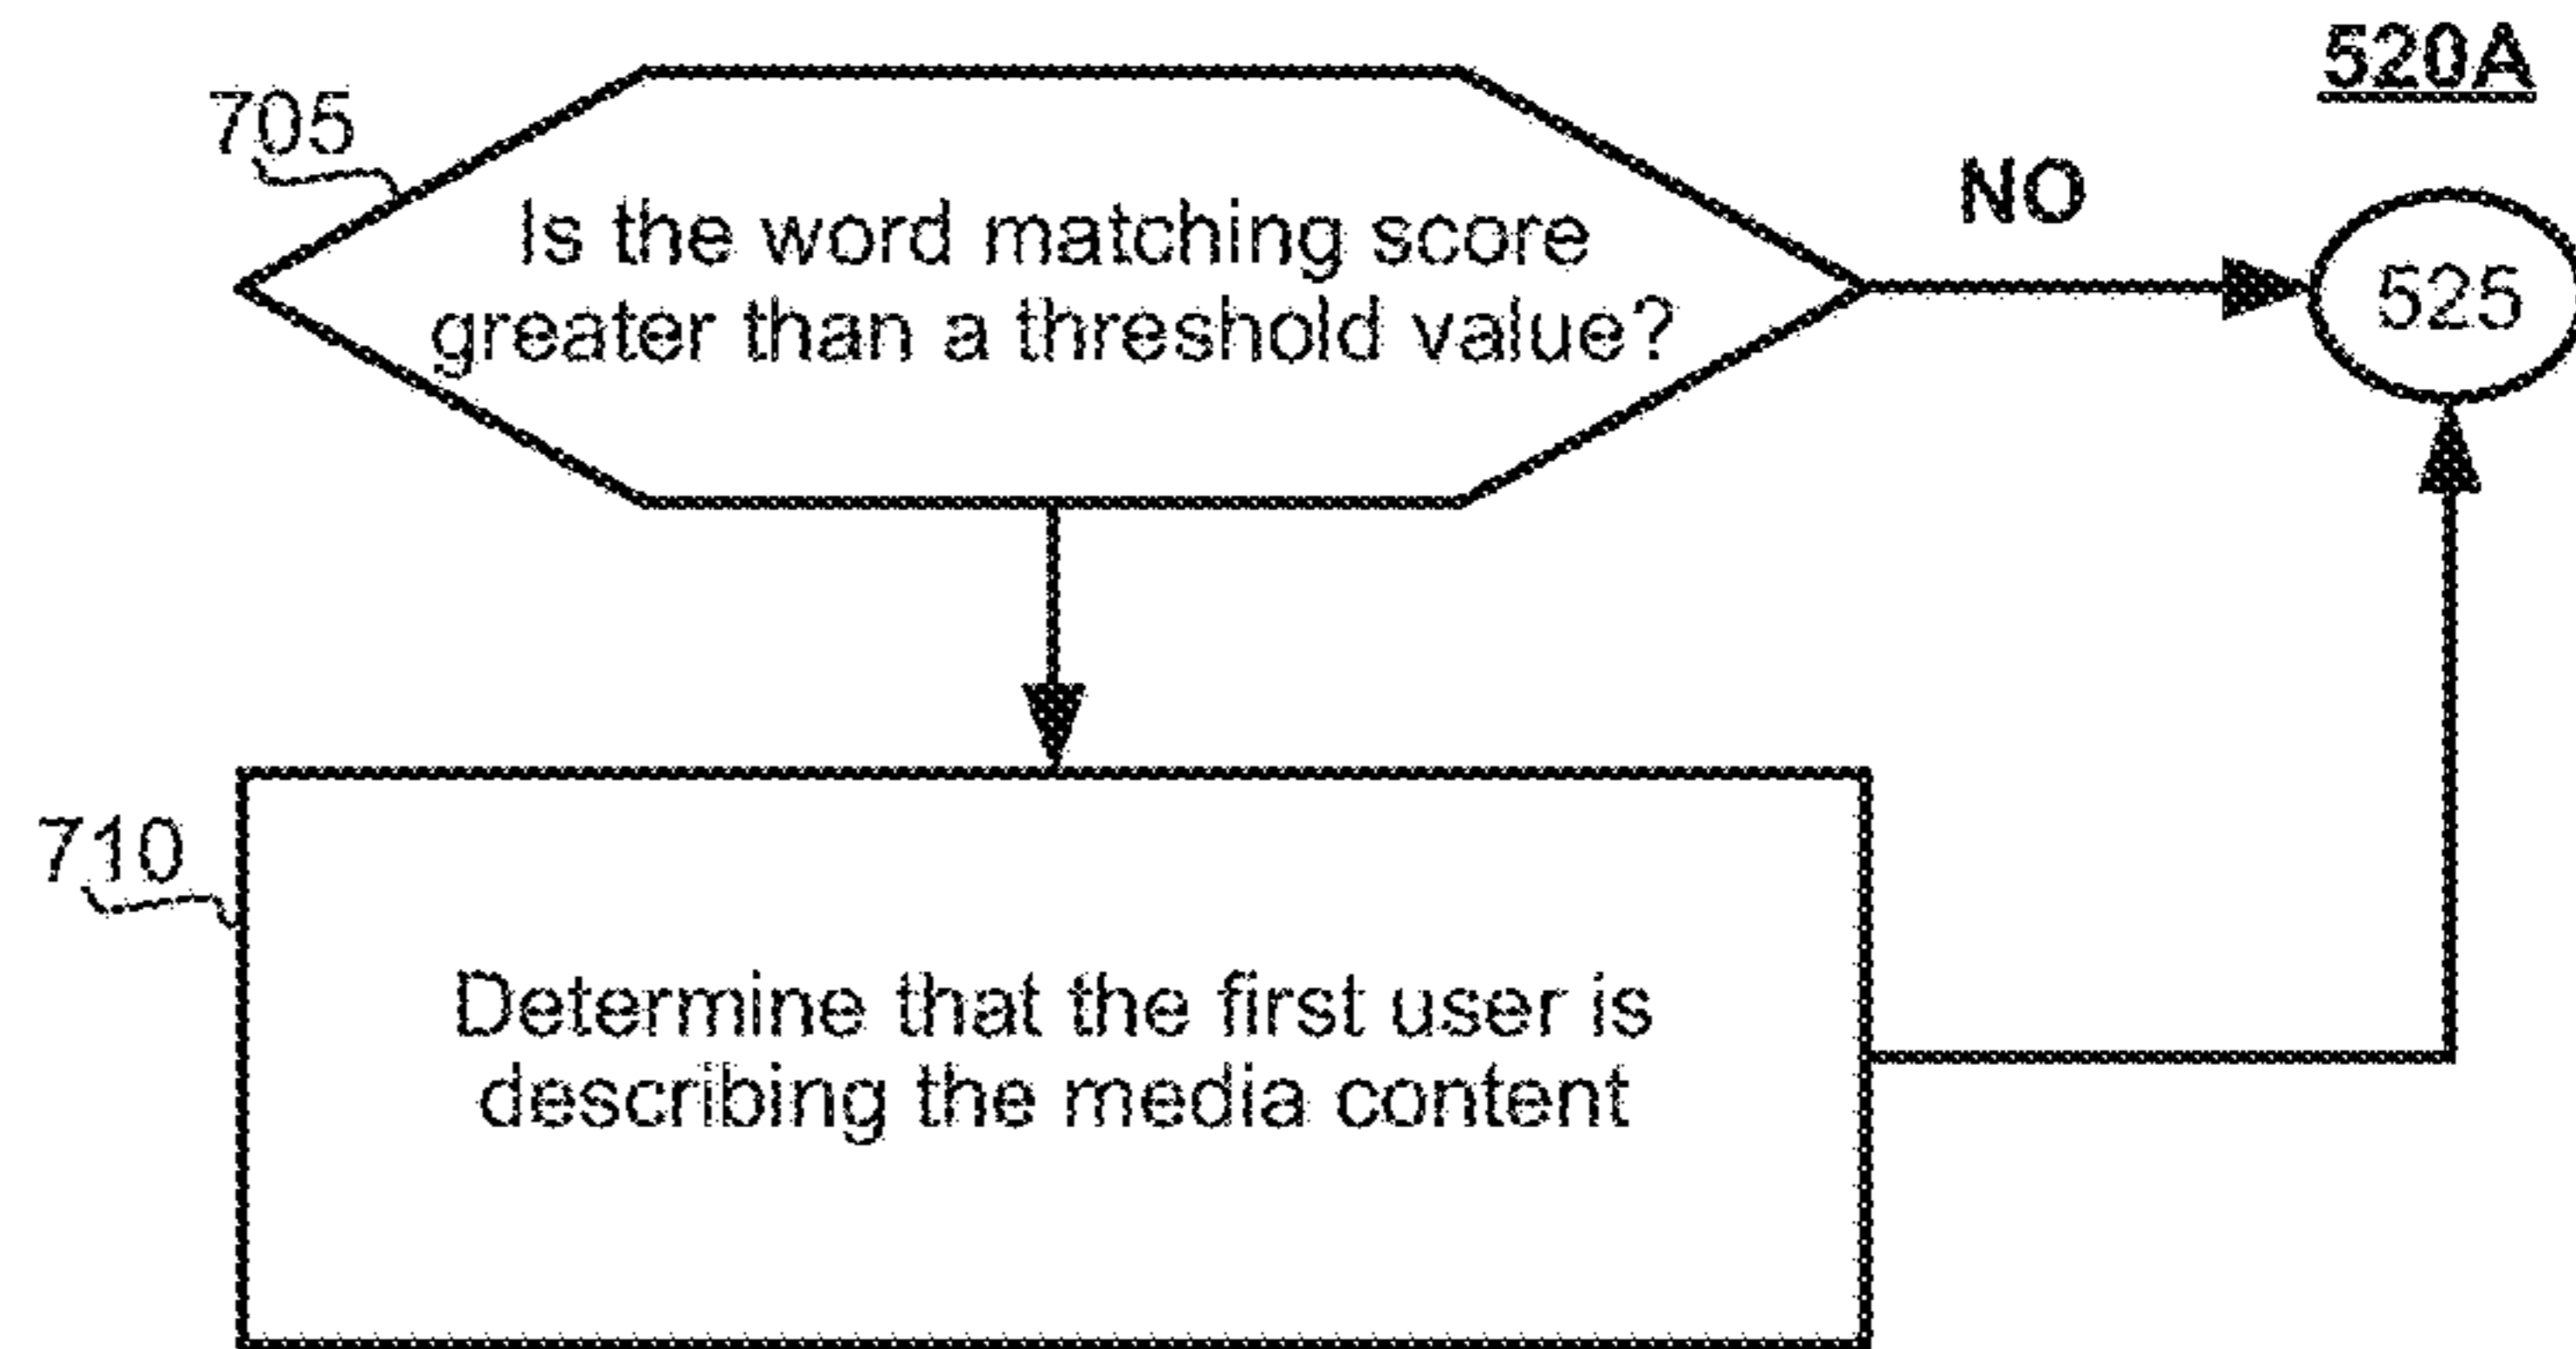 520A
705
Is the word matching score
greater than a threshold value?
NO
525
710
Determine that the first user is
describing the media content